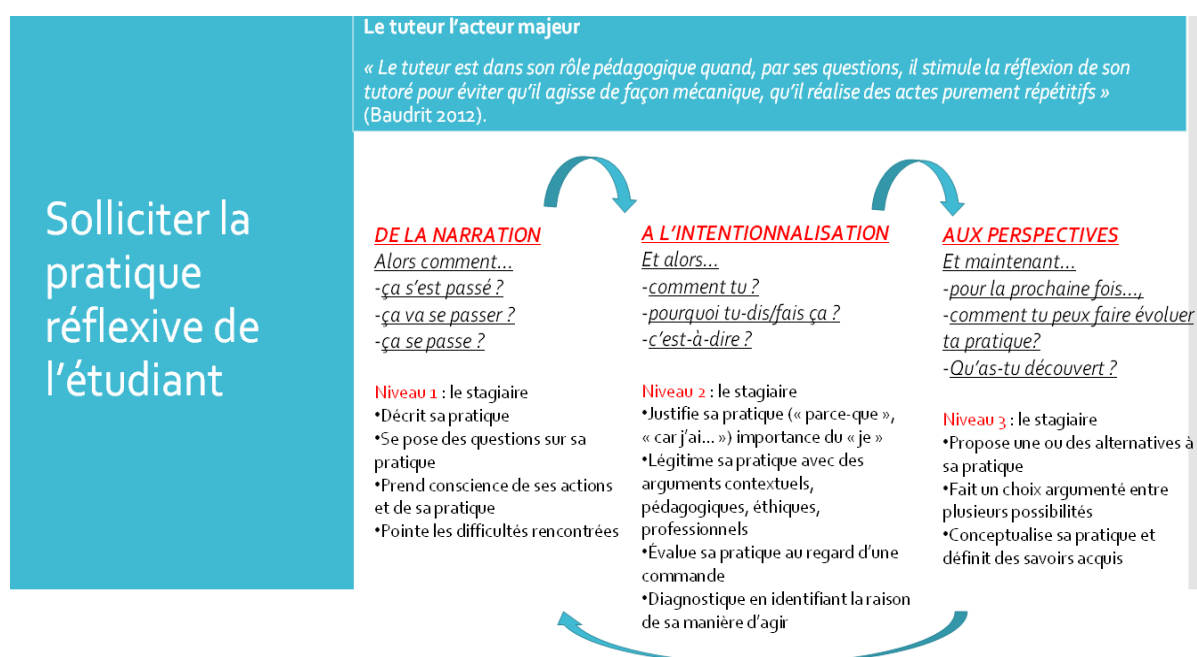 Le tuteur l'acteur majeur
« Le tuteur est dans son rôle pédagogique quand, par ses questions, il stimule la réflexion de son
tutoré pour éviter qu'il agisse de façon mécanique, qu'il réalise des actes purement répétitifs »
(Baudrit 2012).
Solliciter la
pratique
réflexive de
l'étudiant
DE LA NARRATION
Alors comment...
-ça s'est passé ?
-ça va se passer ?
-ça se passe ?
Niveau 1 : le stagiaire
•Décrit sa pratique
•Se pose des questions sur sa
pratique
•Prend conscience de ses actions
et de sa pratique
•Pointe les difficultés rencontrées
A L'INTENTIONNALISATION
Et alors...
-comment tu ?
-pourquoi tu-dis/fais ça ?
-c'est-à-dire ?
Niveau 2 : le stagiaire
•Justifie sa pratique (« parce-que »,
« car j'ai... ») importance du « je »
•Légitime sa pratique avec des
arguments contextuels,
pédagogiques, éthiques,
professionnels
•Évalue sa pratique au regard d'une
commande
•Diagnostique en identifiant la raison
de sa manière d'agir
AUX PERSPECTIVES
Et maintenant...
-pour la prochaine fois...,
-comment tu peux faire évoluer
ta pratique?
-Qu'as-tu découvert ?
Niveau 3 : le stagiaire
•Propose une ou des alternatives à
sa pratique
•Fait un choix argumenté entre
plusieurs possibilités
•Conceptualise sa pratique et
définit des savoirs acquis